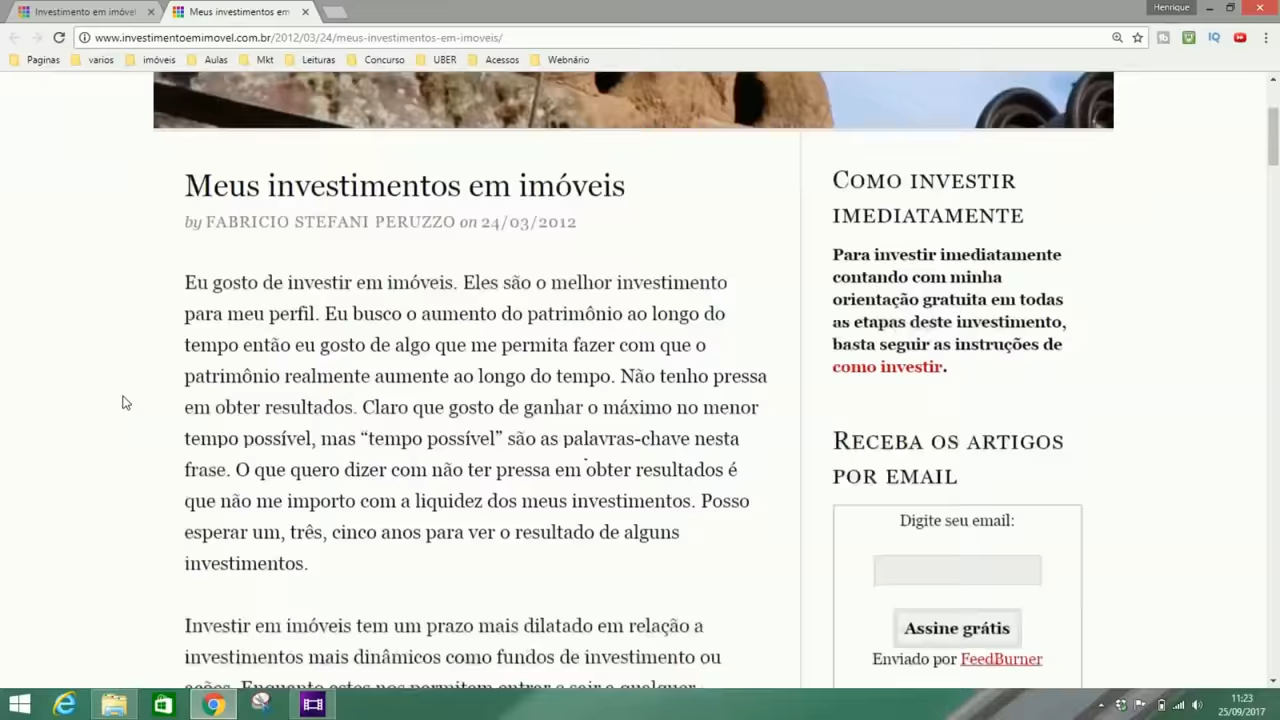 Investimento em imóvei
Meus investimentos em
Henrique
www.investimentoemimovel.com.br/2012/03/24/meus-investimentos-em-imoveis/
Paginas
varios
imóveis
Aulas
Mkt
Leituras
Concurso
UBER
Acessos
Webnário
Meus investimentos em imóveis
by FABRICIO STEFANI PERUZZO on 24/03/2012
Eu gosto de investir em imóveis. Eles são o melhor investimento
para meu perfil. Eu busco o aumento do patrimônio ao longo do
tempo então eu gosto de algo que me permita fazer com que o
patrimônio realmente aumente ao longo do tempo. Não tenho pressa
em obter resultados. Claro que gosto de ganhar o máximo no menor
tempo possível, mas “tempo possível” são as palavras-chave nesta
frase. O que quero dizer com não ter pressa em obter resultados é
que não me importo com a liquidez dos meus investimentos. Posso
esperar um, três, cinco anos para ver o resultado de alguns
investimentos.
Investir em imóveis tem um prazo mais dilatado em relação a
investimentos mais dinâmicos como fundos de investimento ou
ações. Enquanto estes nos permitem entrar e sair a qualquer
COMO INVESTIR
IMEDIATAMENTE
Para investir imediatamente
contando com minha
orientação gratuita em todas
as etapas deste investimento,
basta seguir as instruções de
como investir.
RECEBA OS ARTIGOS
POR EMAIL
Digite seu email:
Assine grátis
Enviado por FeedBurner
11:23
25/09/2017